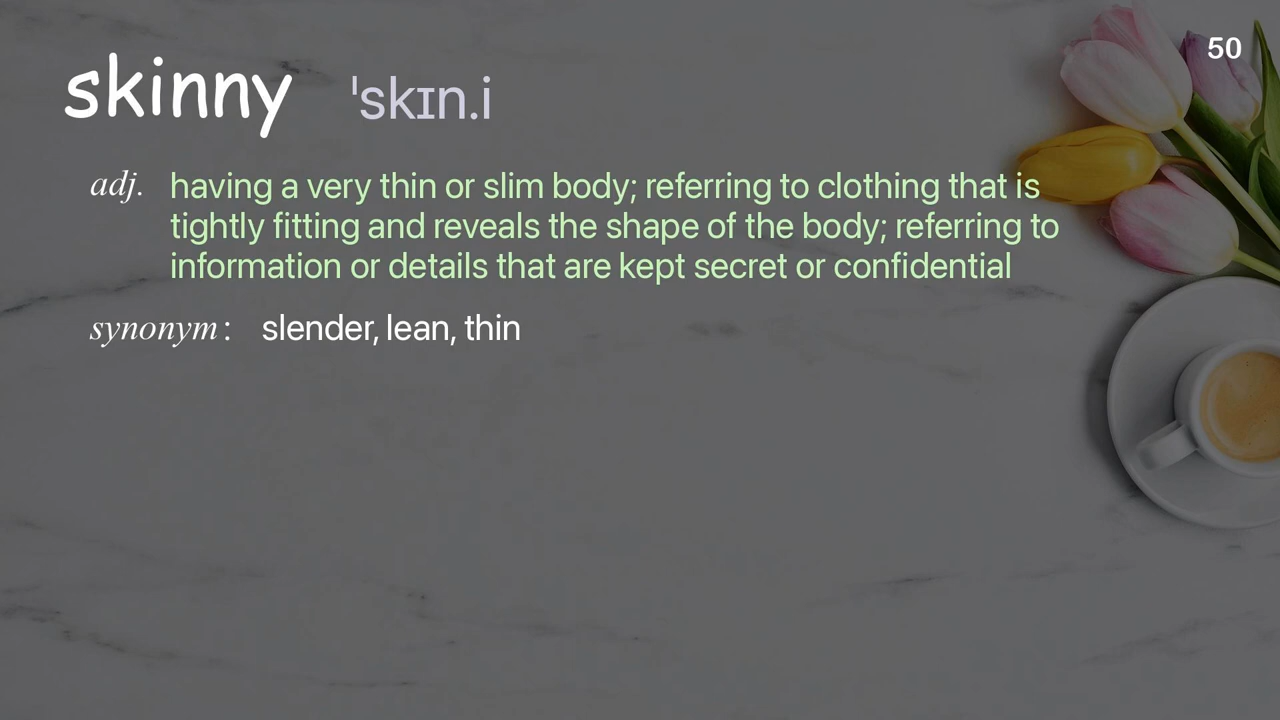 50
skinny ˈskɪn.i
adj. having a very thin or slim body; referring to clothing that is
tightly fitting and reveals the shape of the body; referring to
information or details that are kept secret or confidential
synonym: slender, lean, thin